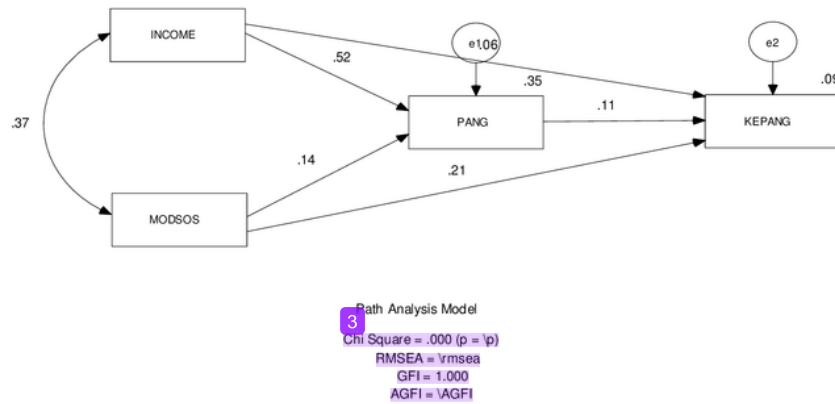 INCOME
e1
.06
e2
.52
.35
.09
.37
.11
PANG
KEPANG
.14
.21
MODSOS
Path Analysis Model
3
Chi Square = .000 (p = \p)
RMSEA = \rmsea
GFI = 1.000
AGFI = \AGFI